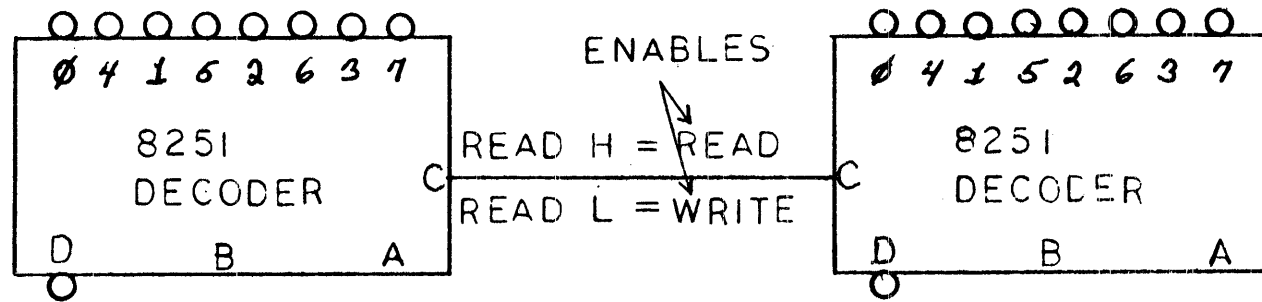 ENABLES
Ø 4 1 5 2 6 3 7
8251
DECODER
C
D B A
READ H = READ
READ L = WRITE
Ø 4 1 5 2 6 3 7
8251
DECODER
C
D B A